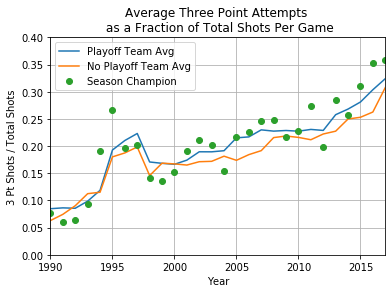 Average Three Point Attempts
as a Fraction of Total Shots Per Game
Playoff Team Avg
No Playoff Team Avg
Season Champion
3 Pt Shots / Total Shots
0.40
0.35
0.30
0.25
0.20
0.15
0.10
0.05
0.00
1990
1995
2000
2005
2010
2015
Year